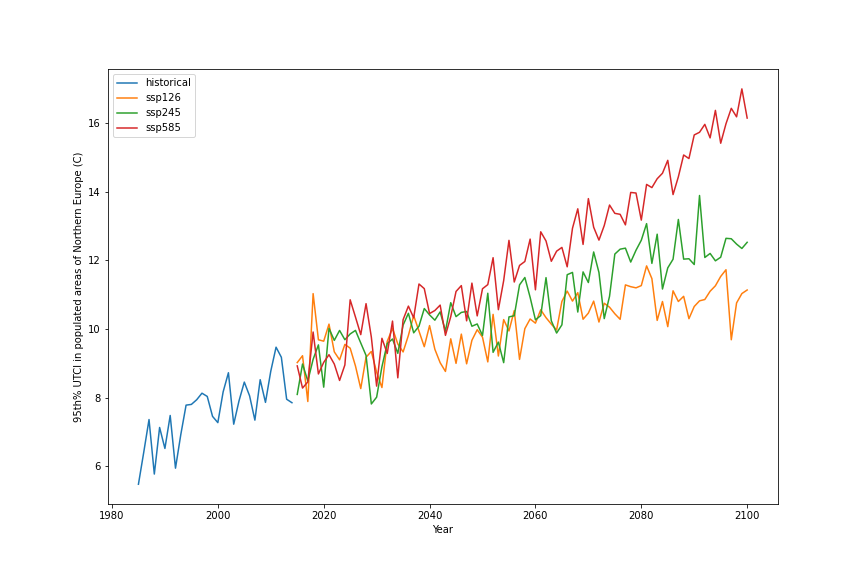 historical
ssp126
ssp245
ssp585
95th% UTCI in populated areas of Northern Europe (C)
16
14
12
10
8
6
1980
2000
2020
2040
2060
2080
2100
Year